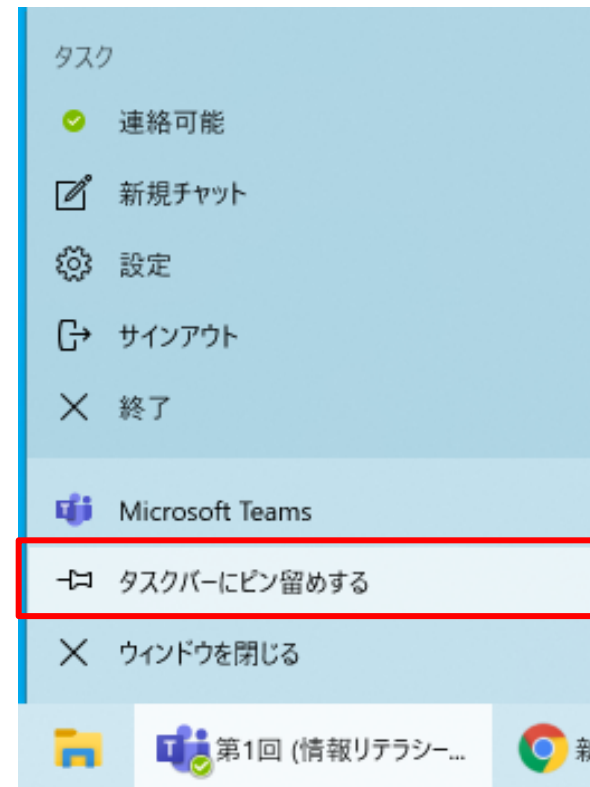 タスク
連絡可能
新規チャット
設定
サインアウト
終了
Microsoft Teams
タスクバーにピン留めする
ウィンドウを閉じる
第1回 (情報リテラシー... 新